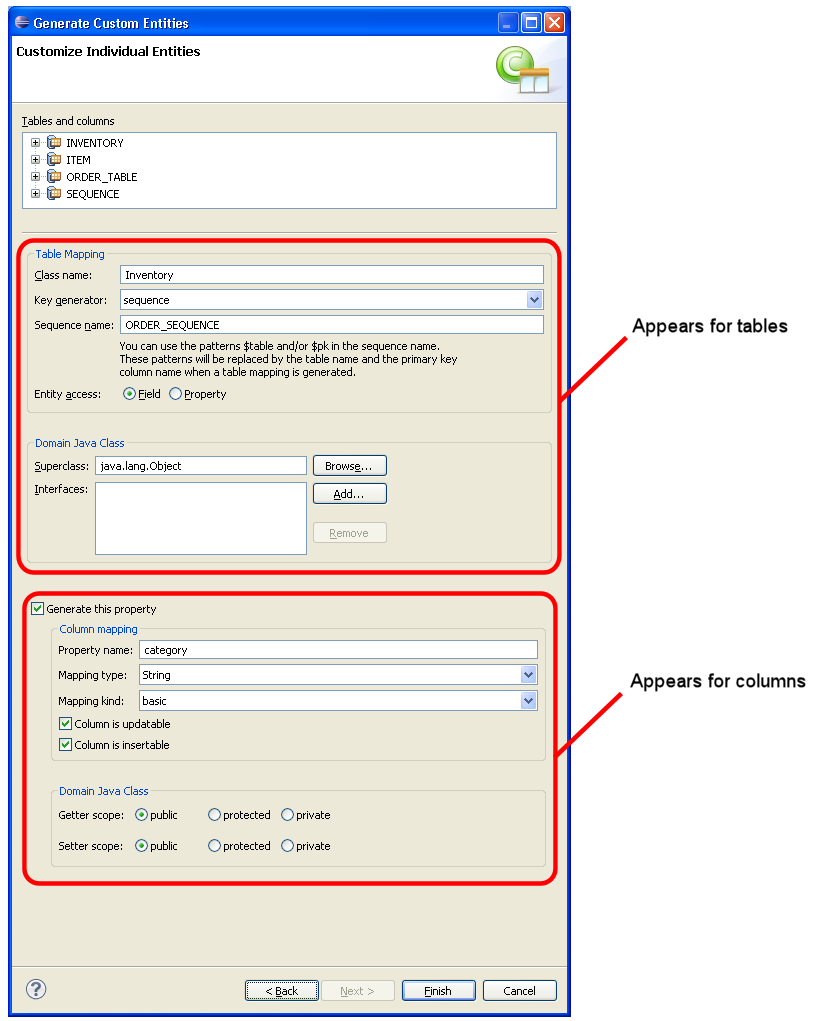 Generate Custom Entities
Customize Individual Entities
Tables and columns
INVENTORY
ITEM
ORDER_TABLE
SEQUENCE
Table Mapping
Class name: Inventory
Key generator: sequence
Sequence name: ORDER_SEQUENCE
You can use the patterns $table and/or $pk in the sequence name.
These patterns will be replaced by the table name and the primary key
column name when a table mapping is generated.
Entity access: Field Property
Appears for tables
Domain Java Class
Superclass: java.lang.Object Browse...
Interfaces: Add...
Remove
Generate this property
Column mapping
Property name: category
Mapping type: String
Mapping kind: basic
Column is updatable
Column is insertable
Appears for columns
Domain Java Class
Getter scope: public protected private
Setter scope: public protected private
? < Back Next > Finish Cancel